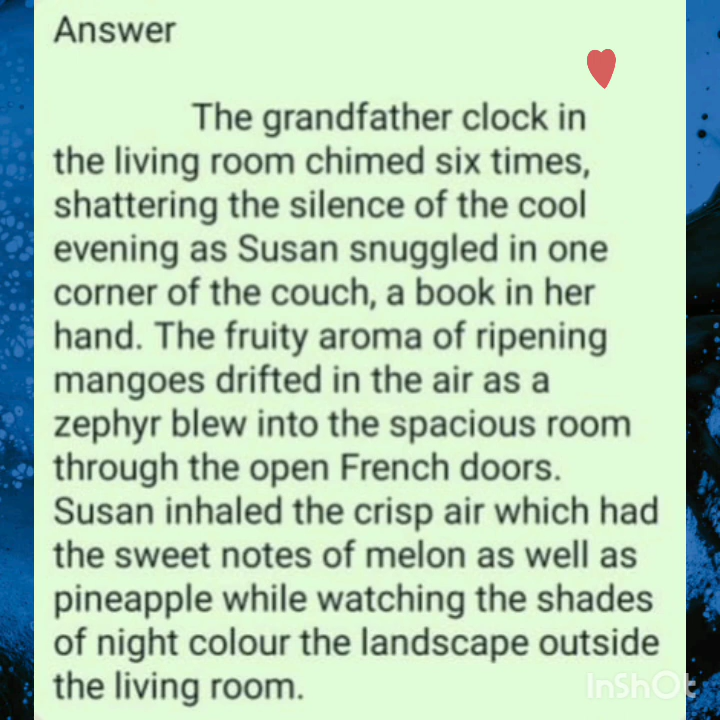 Answer
The grandfather clock in
the living room chimed six times,
shattering the silence of the cool
evening as Susan snuggled in one
corner of the couch, a book in her
hand. The fruity aroma of ripening
mangoes drifted in the air as a
zephyr blew into the spacious room
through the open French doors.
Susan inhaled the crisp air which had
the sweet notes of melon as well as
pineapple while watching the shades
of night colour the landscape outside
the living room.
InShOt